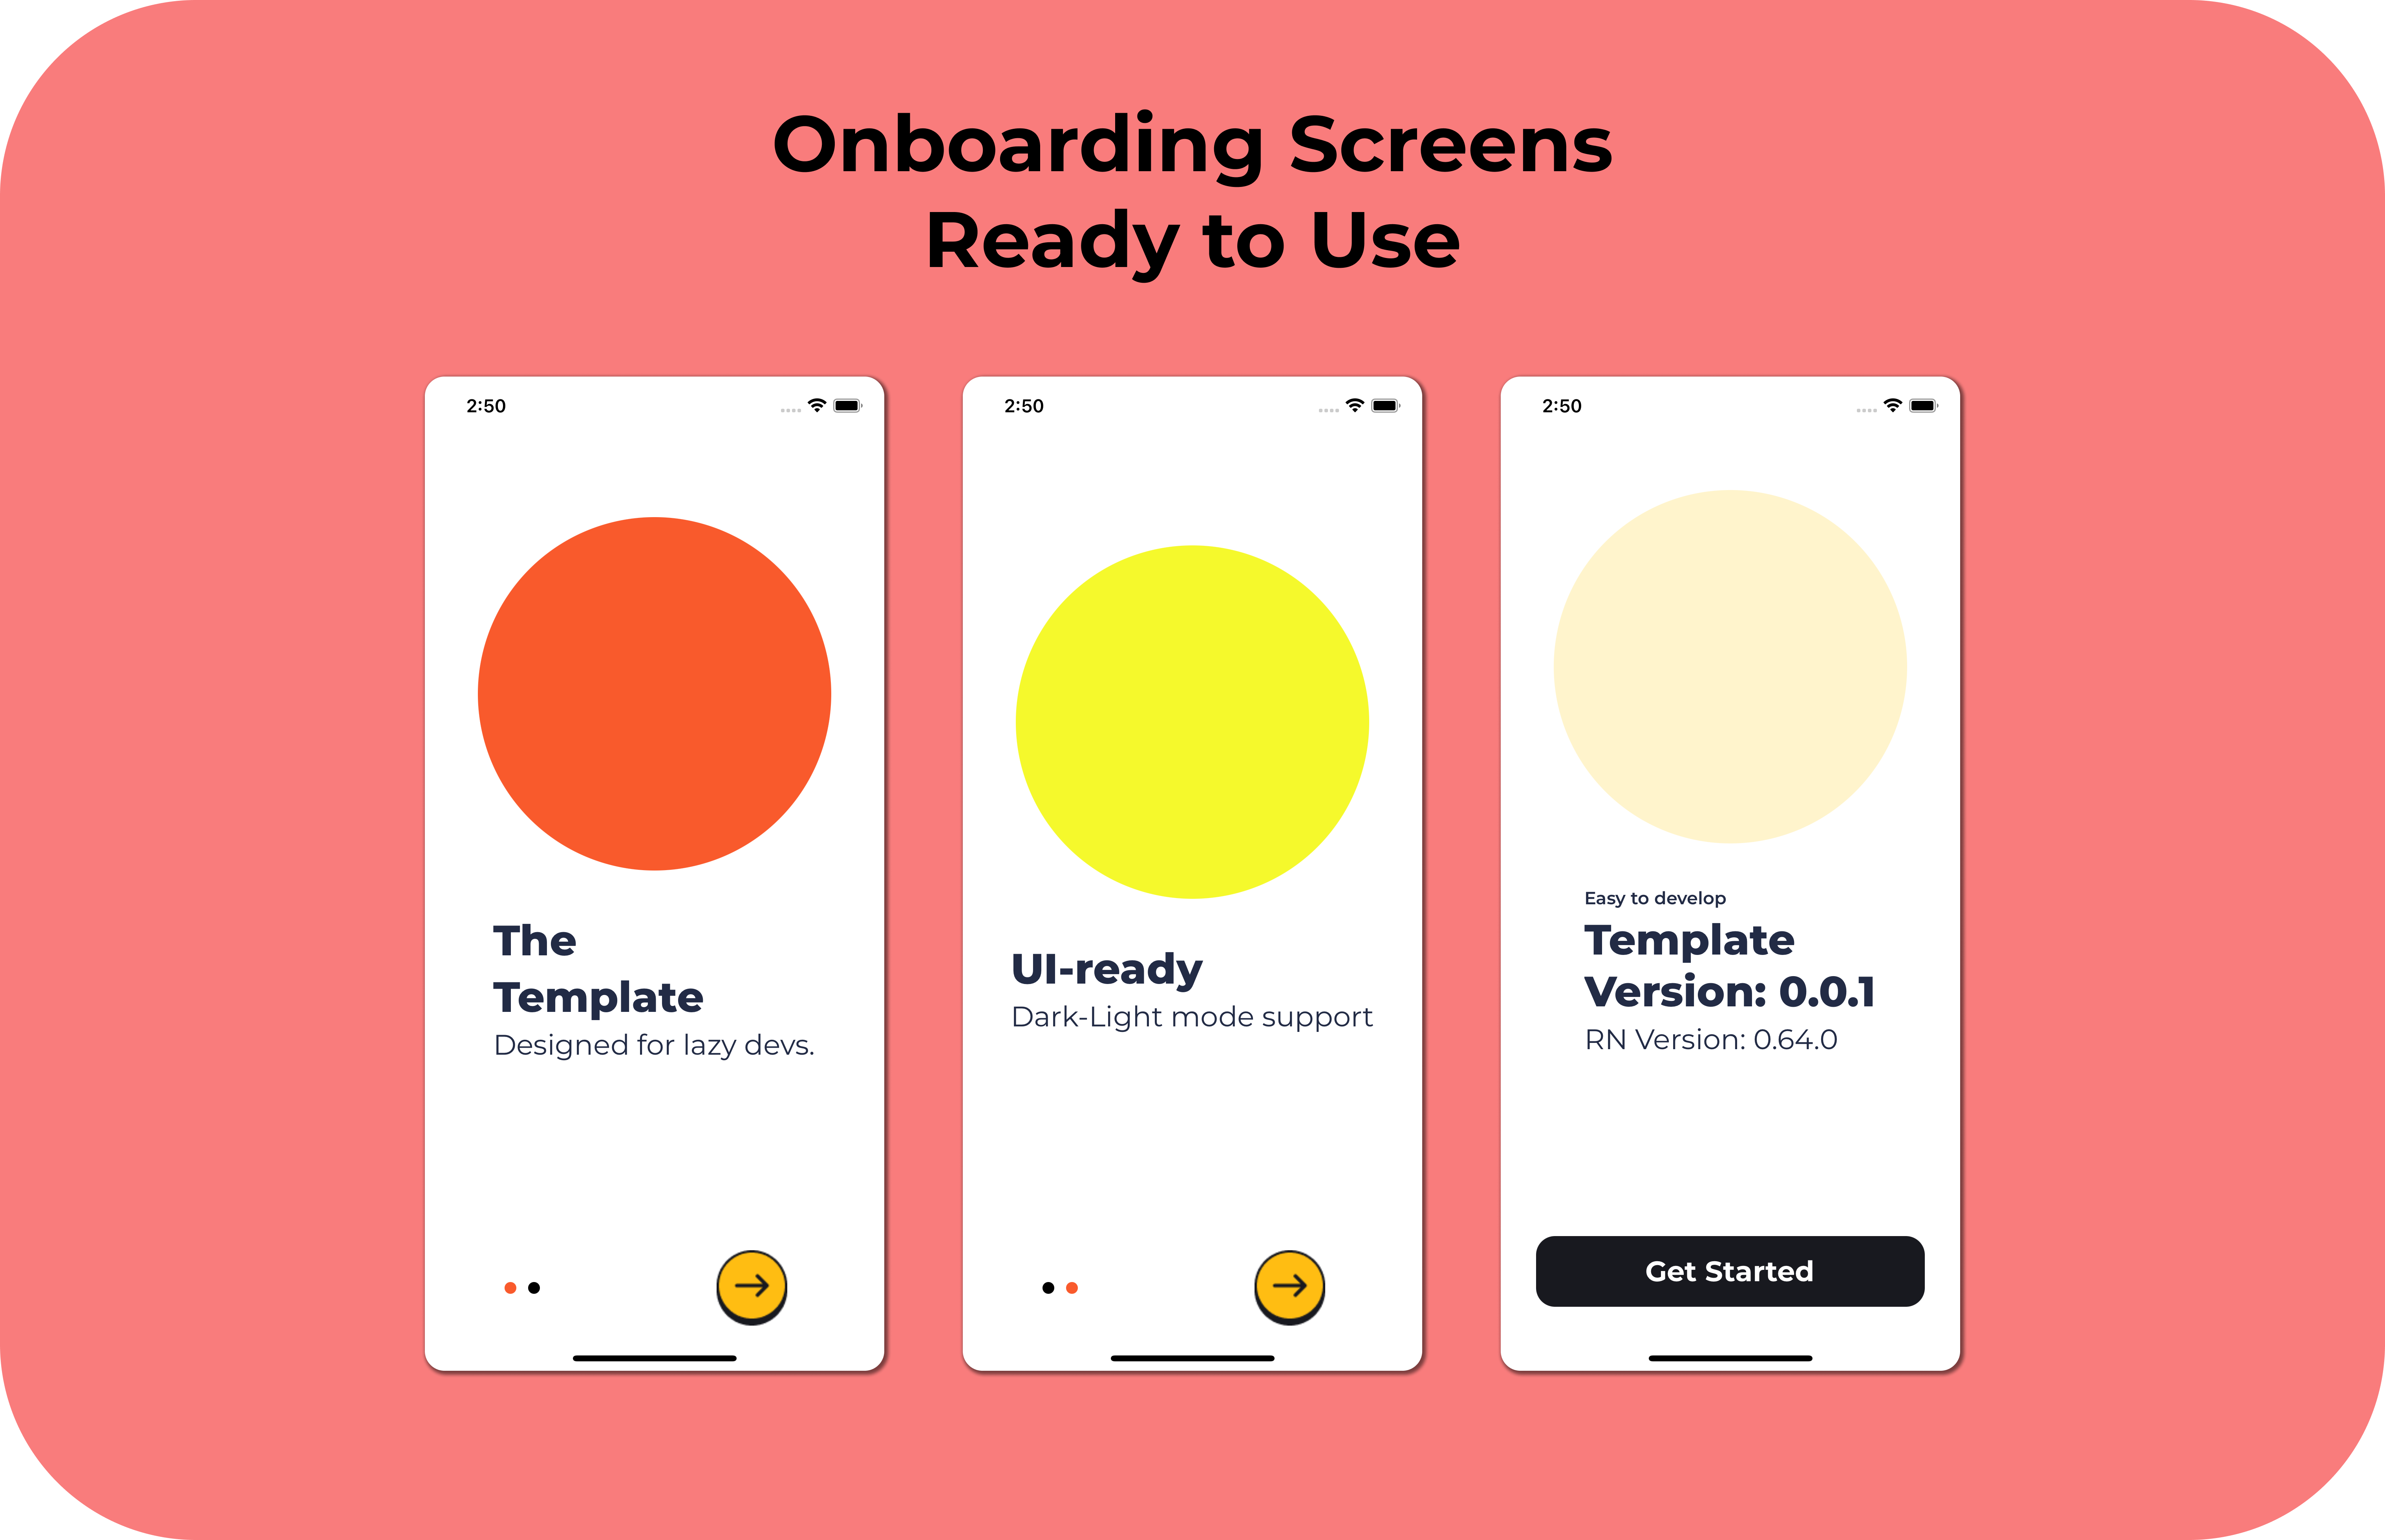 Onboarding Screens
Ready to Use
2:50
The
Template
Designed for lazy devs.
2:50
UI-ready
Dark-Light mode support
2:50
Easy to develop
Template
Version: 0.0.1
RN Version: 0.64.0
Get Started